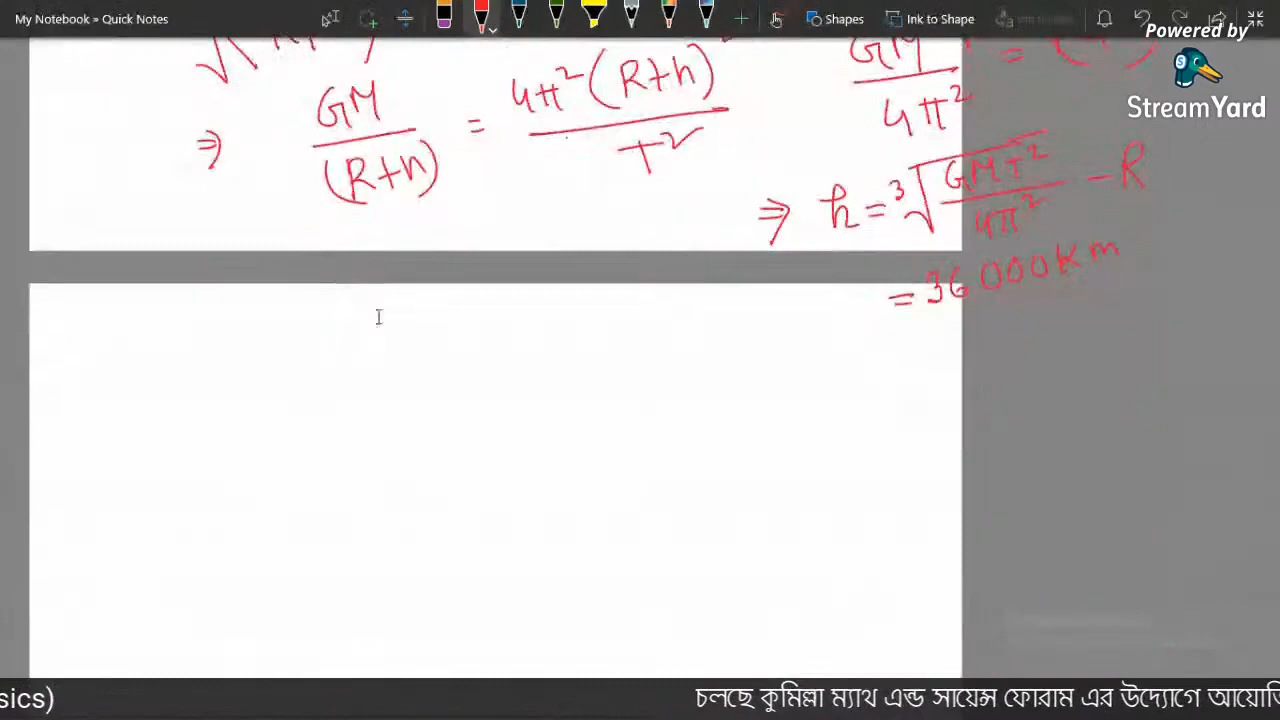 My Notebook » Quick Notes
Shapes
Ink to Shape
Powered by
StreamYard
⇒ GM/(R+h) = 4π²(R+h)/T²
4π²
⇒ h = ∛(GMT²/4π²) – R
= 36000 Km
sics)
চলছে কুমিল্লা ম্যাথ এন্ড সায়েন্স ফোরাম এর উদ্যোগে আয়োজি